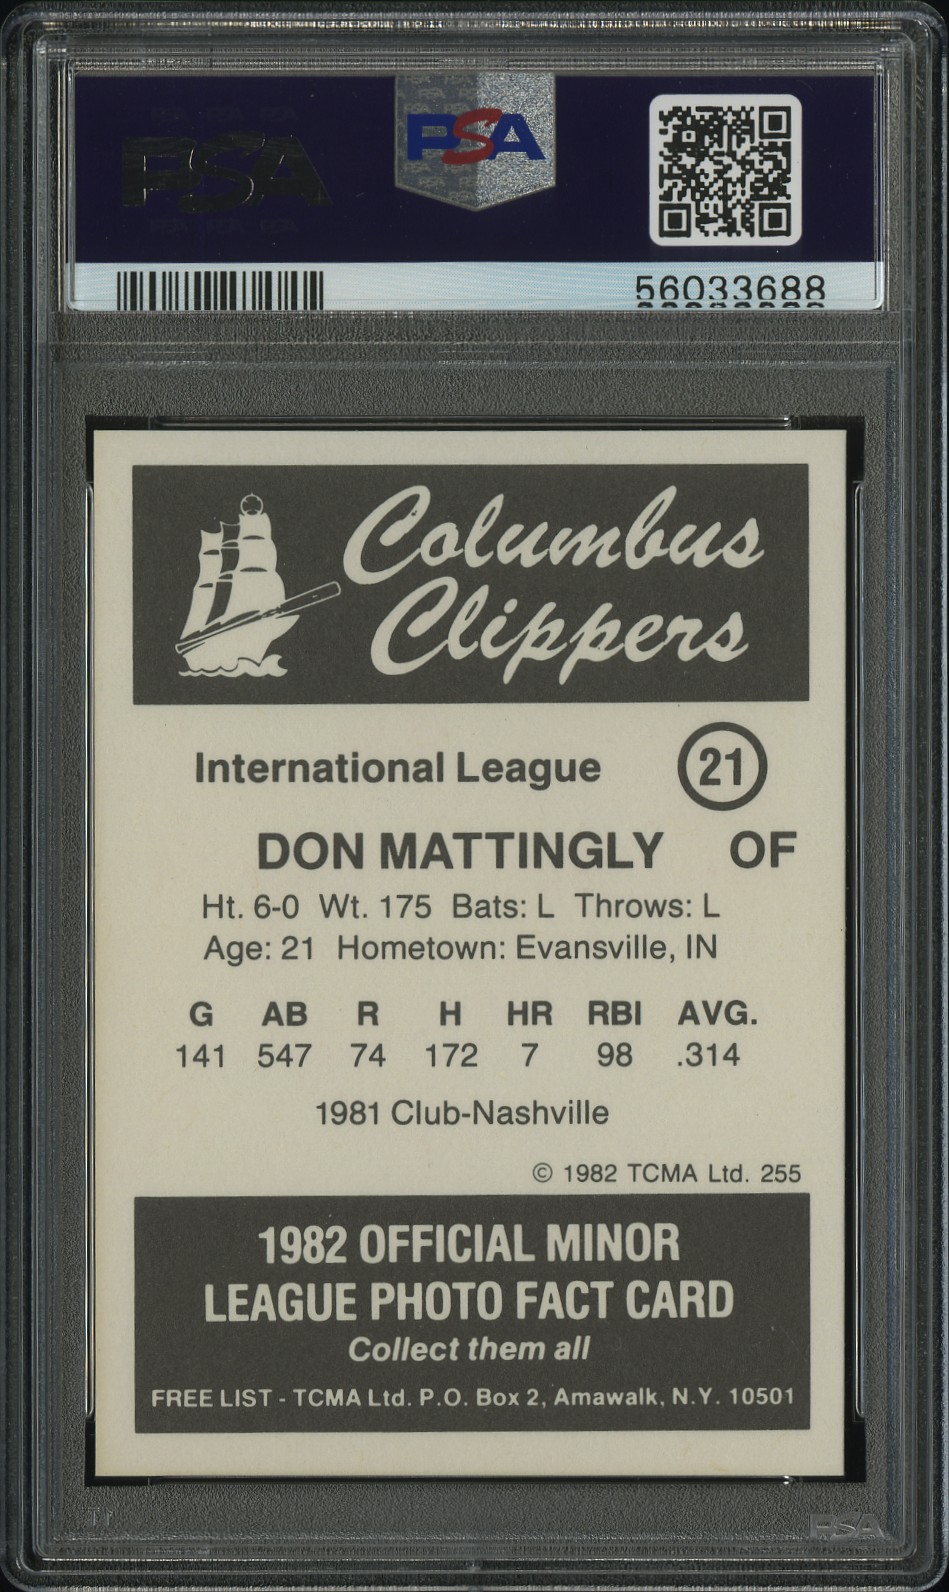 PSA
PSA
56033688
Columbus
Clippers
International League 21
DON MATTINGLY OF
Ht. 6-0 Wt. 175 Bats: L Throws: L
Age: 21 Hometown: Evansville, IN
G AB R H HR RBI AVG.
141 547 74 172 7 98 .314
1981 Club-Nashville
© 1982 TCMA Ltd. 255
1982 OFFICIAL MINOR
LEAGUE PHOTO FACT CARD
Collect them all
FREE LIST - TCMA Ltd. P.O. Box 2, Amawalk, N.Y. 10501
PSA